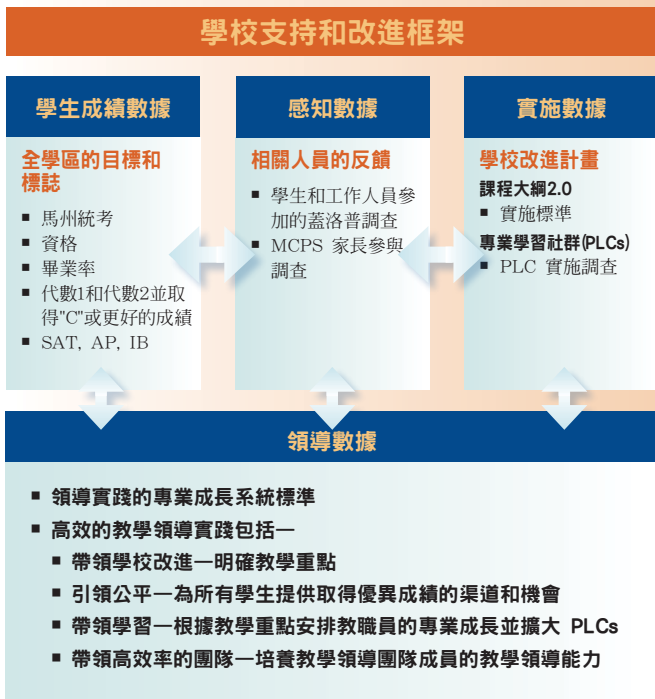 學校支持和改進框架
學生成績數據
全學區的目標和
標誌
■ 馬州統考
■ 資格
■ 畢業率
■ 代數1和代數2並取
得"C"或更好的成績
■ SAT, AP, IB
感知數據
相關人員的反饋
■ 學生和工作人員參
加的蓋洛普調查
■ MCPS 家長參與
調查
實施數據
學校改進計畫
課程大綱2.0
■ 實施標準
專業學習社群(PLCs)
■ PLC 實施調查
領導數據
■ 領導實踐的專業成長系統標準
■ 高效的教學領導實踐包括—
■ 帶領學校改進—明確教學重點
■ 引領公平—為所有學生提供取得優異成績的渠道和機會
■ 帶領學習—根據教學重點安排教職員的專業成長並擴大 PLCs
■ 帶領高效率的團隊—培養教學領導團隊成員的教學領導能力